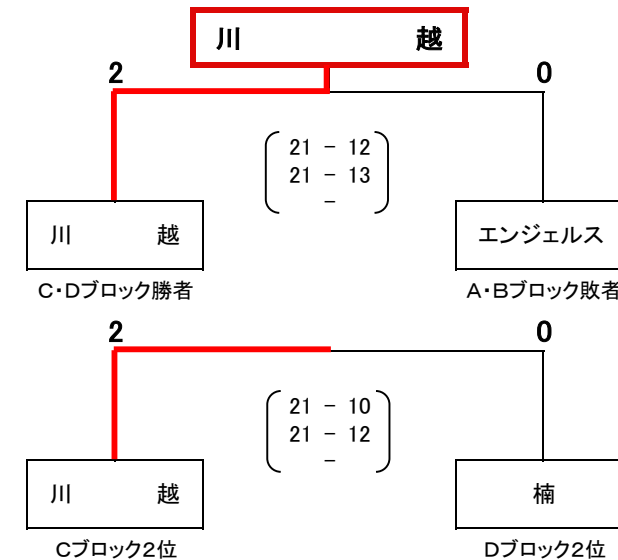 川 越
2 0
21 － 12
21 － 13
－
川 越 エンジェルス
C・Dブロック勝者 A・Bブロック敗者
2 0
21 － 10
21 － 12
－
川 越 楠
Cブロック2位 Dブロック2位